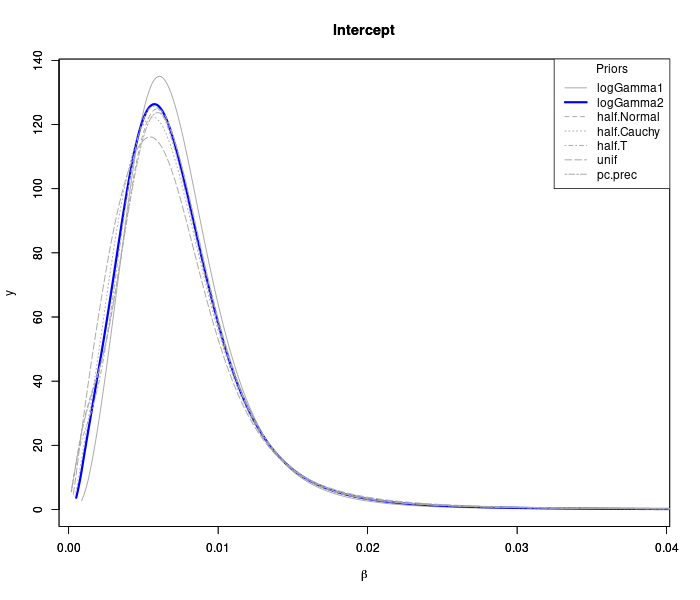 Intercept
Priors
logGamma1
logGamma2
half.Normal
half.Cauchy
half.T
unif
pc.prec
y
140
120
100
80
60
40
20
0
0.00 0.01 0.02 0.03 0.04
β